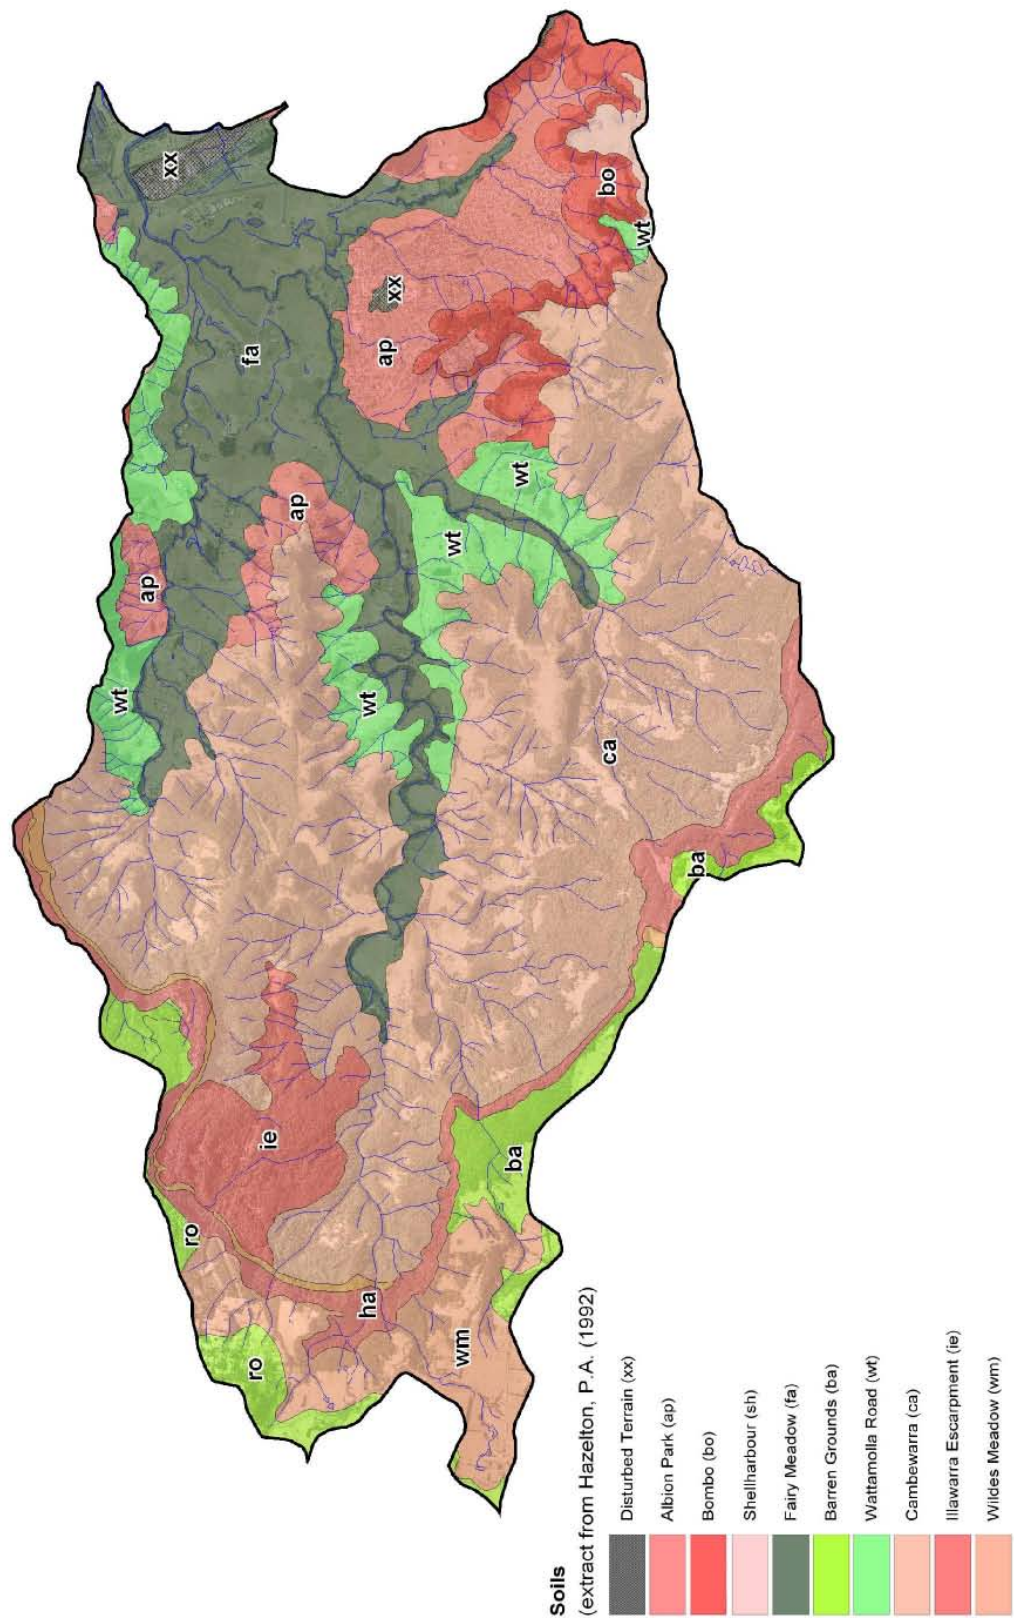 xx
fa
xx
bo
wt
ap
ap
ap
wt
wt
wt
wt
ca
ba
ie
ro
ba
ha
ro
wm
Soils
(extract from Hazelton, P.A. (1992)
Disturbed Terrain (xx)
Albion Park (ap)
Bombo (bo)
Shellharbour (sh)
Fairy Meadow (fa)
Barren Grounds (ba)
Wattamolla Road (wt)
Cambewarra (ca)
Illawarra Escarpment (ie)
Wildes Meadow (wm)